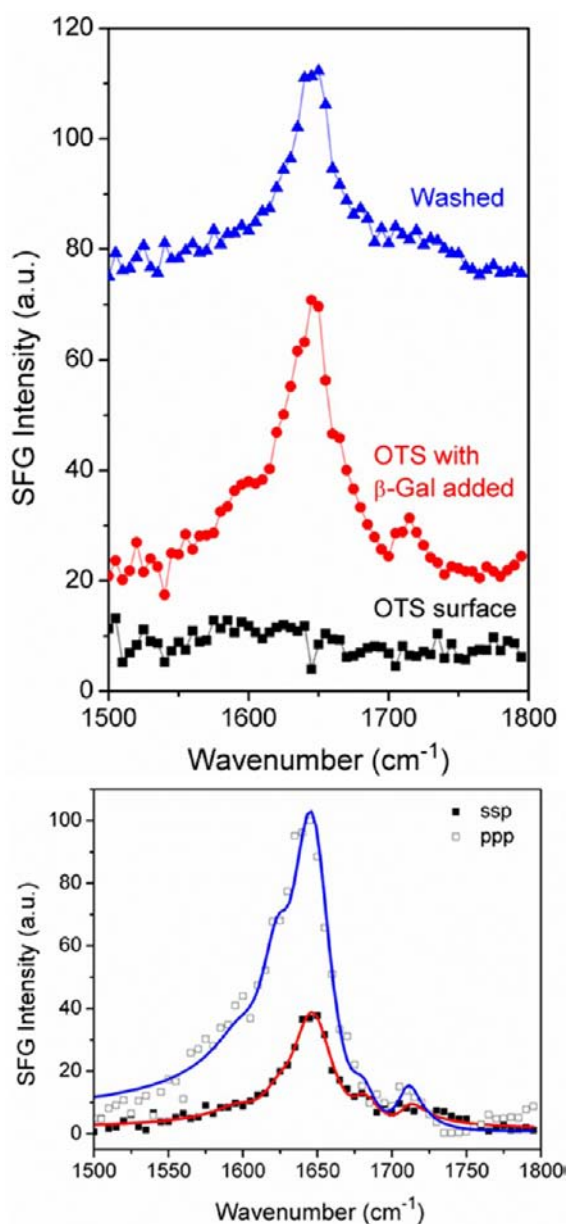 120
100
80
60
40
20
0
SFG Intensity (a.u.)
Washed
OTS with
β-Gal added
OTS surface
1500 1600 1700 1800
Wavenumber (cm-1)
100
80
60
40
20
0
SFG Intensity (a.u.)
ssp
ppp
1500 1550 1600 1650 1700 1750 1800
Wavenumber (cm-1)